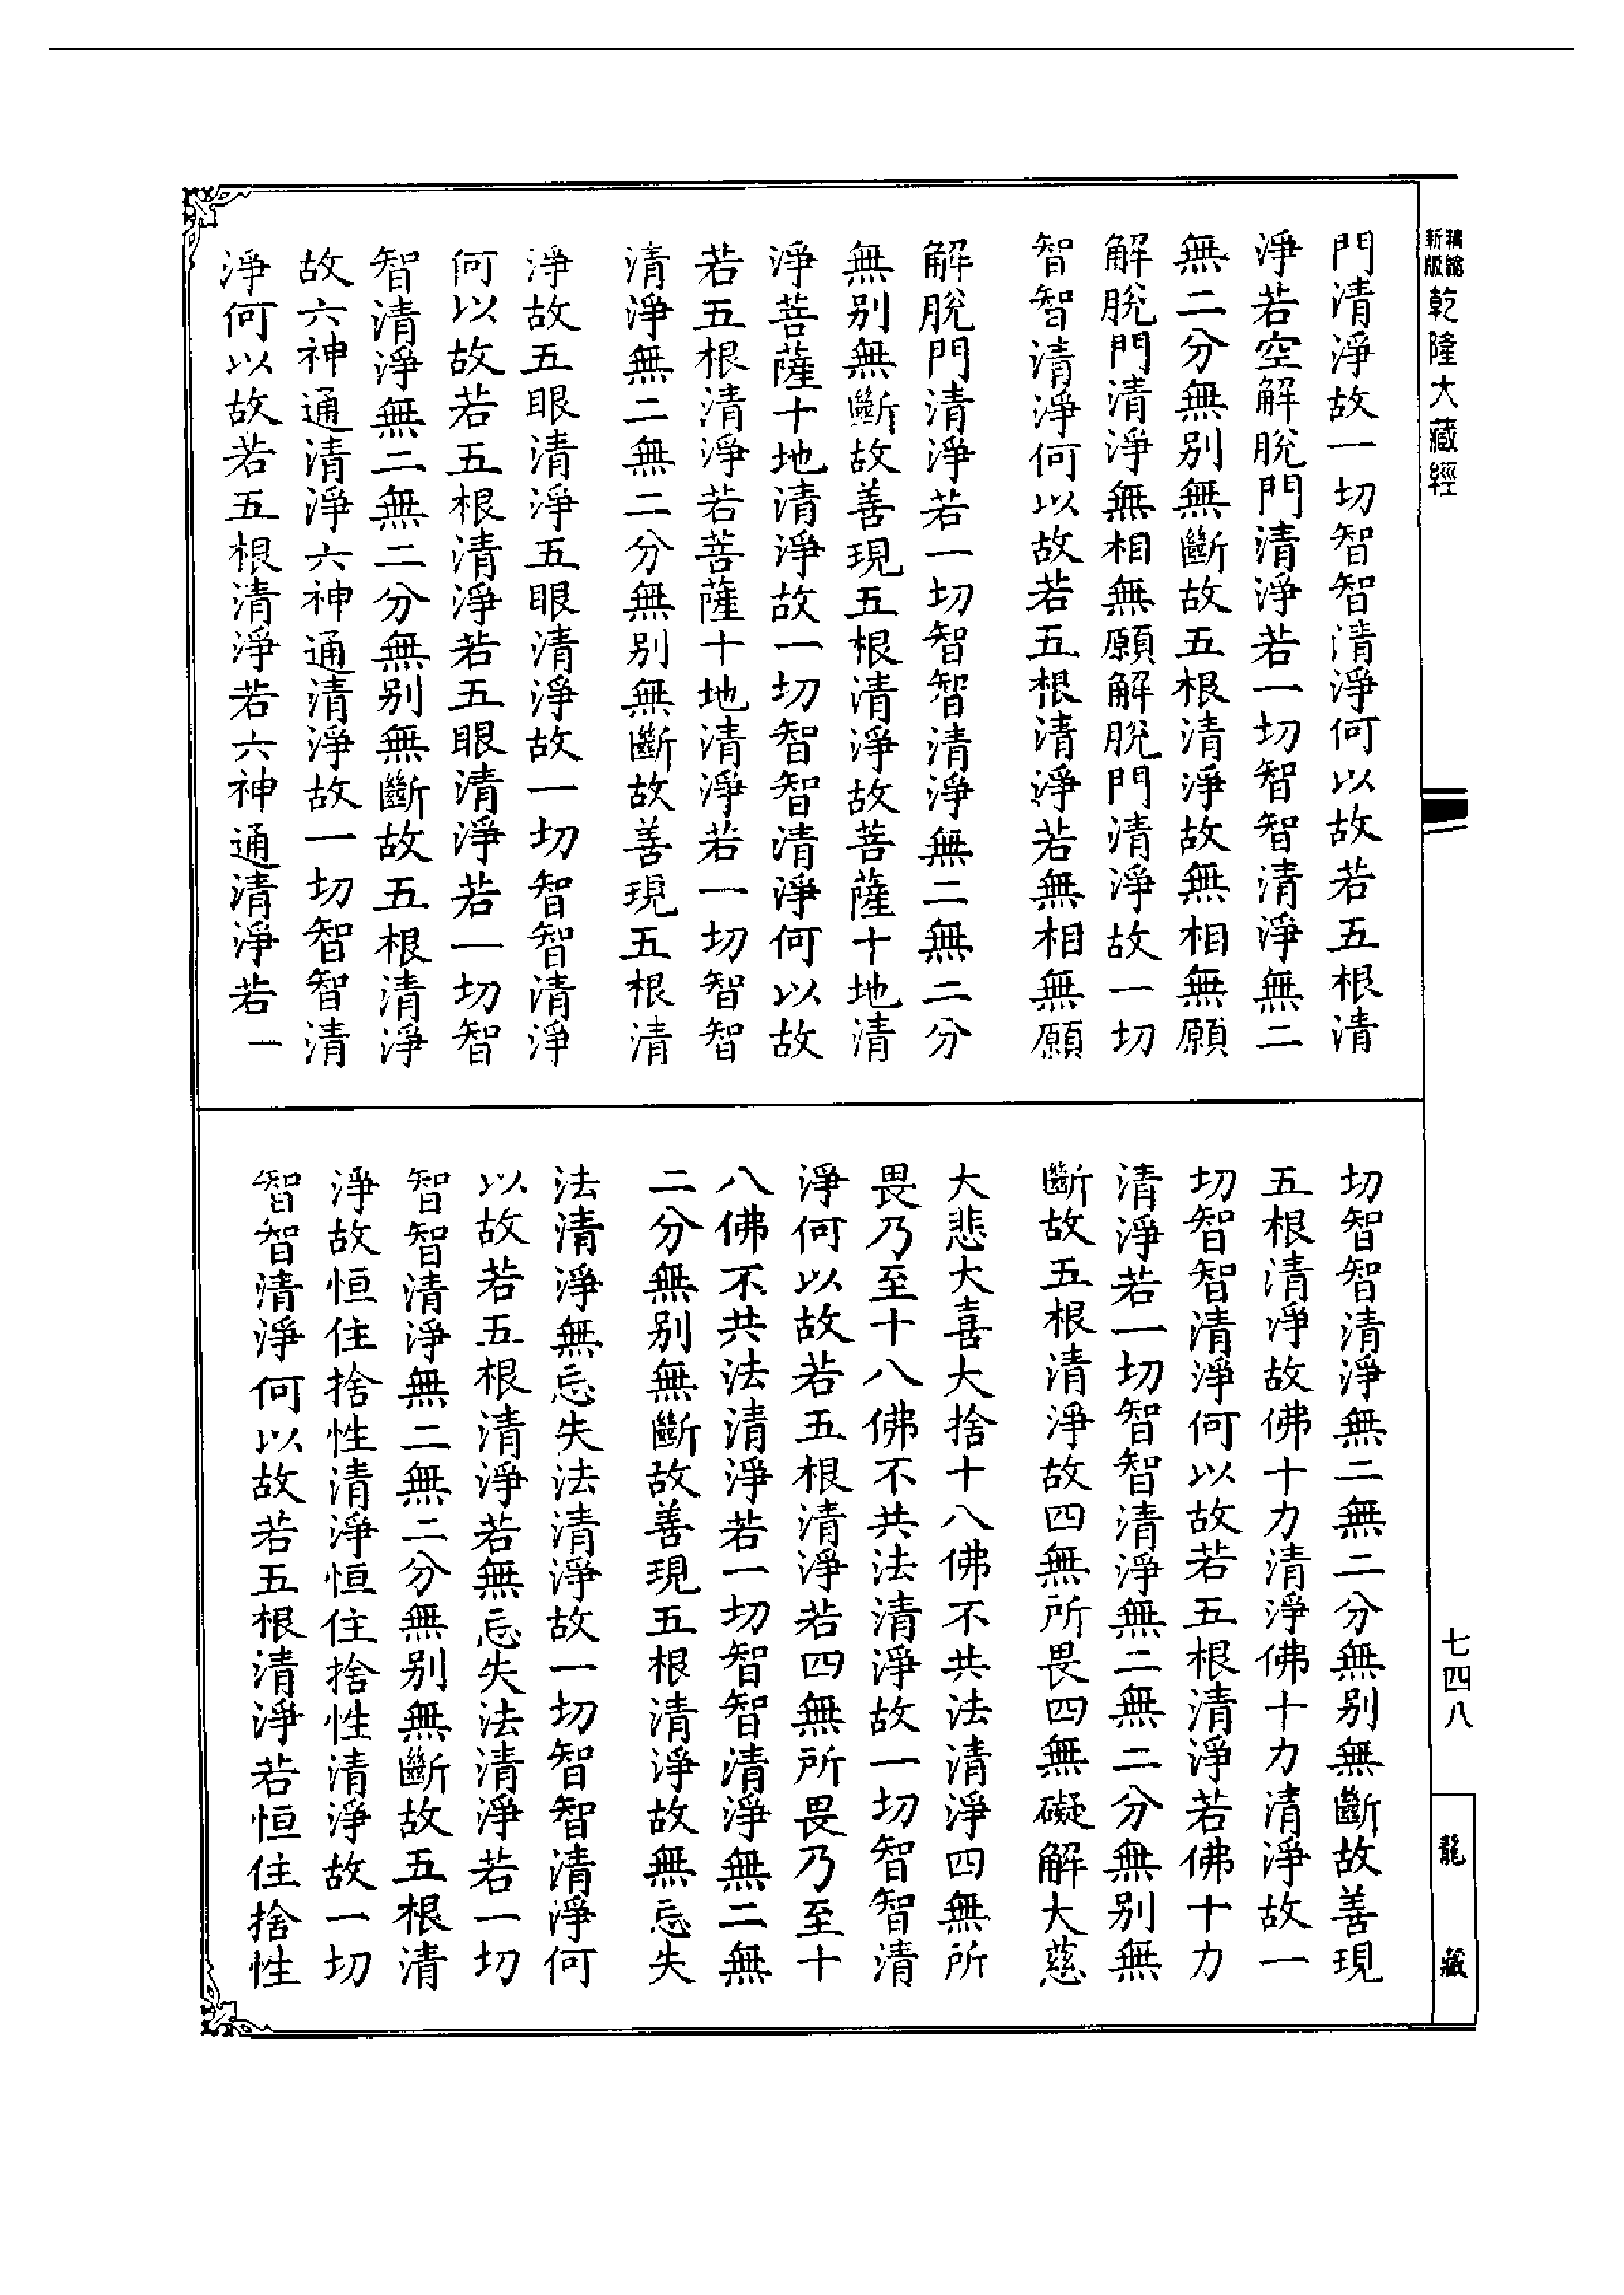 精縮新版乾隆大藏經
門清淨故一切智智清淨何以故若五根清
淨若空解脫門清淨若一切智智清淨無二
無二分無別無斷故五根清淨故無相無願
解脫門清淨無相無願解脫門清淨故一切
智智清淨何以故若五根清淨若無相無願
解脫門清淨若一切智智清淨無二無二分
無別無斷故善現五根清淨故菩薩十地清
淨菩薩十地清淨故一切智智清淨何以故
若五根清淨若菩薩十地清淨若一切智智
清淨無二無二分無別無斷故善現五根清
淨故五眼清淨五眼清淨故一切智智清淨
何以故若五根清淨若五眼清淨若一切智
智清淨無二無二分無別無斷故五根清淨
故六神通清淨六神通清淨故一切智智清
淨何以故若五根清淨若六神通清淨若一
切智智清淨無二無二分無別無斷故善現
五根清淨故佛十力清淨佛十力清淨故一
切智智清淨何以故若五根清淨若佛十力
清淨若一切智智清淨無二無二分無別無
斷故五根清淨故四無所畏四無礙解大慈
大悲大喜大捨十八佛不共法清淨四無所
畏乃至十八佛不共法清淨故一切智智清
淨何以故若五根清淨若四無所畏乃至十
八佛不共法清淨若一切智智清淨無二無
二分無別無斷故善現五根清淨故無忘失
法清淨無忘失法清淨故一切智智清淨何
以故若五根清淨若無忘失法清淨若一切
智智清淨無二無二分無別無斷故五根清
淨故恒住捨性清淨恒住捨性清淨故一切
智智清淨何以故若五根清淨若恒住捨性
七四八
龍藏